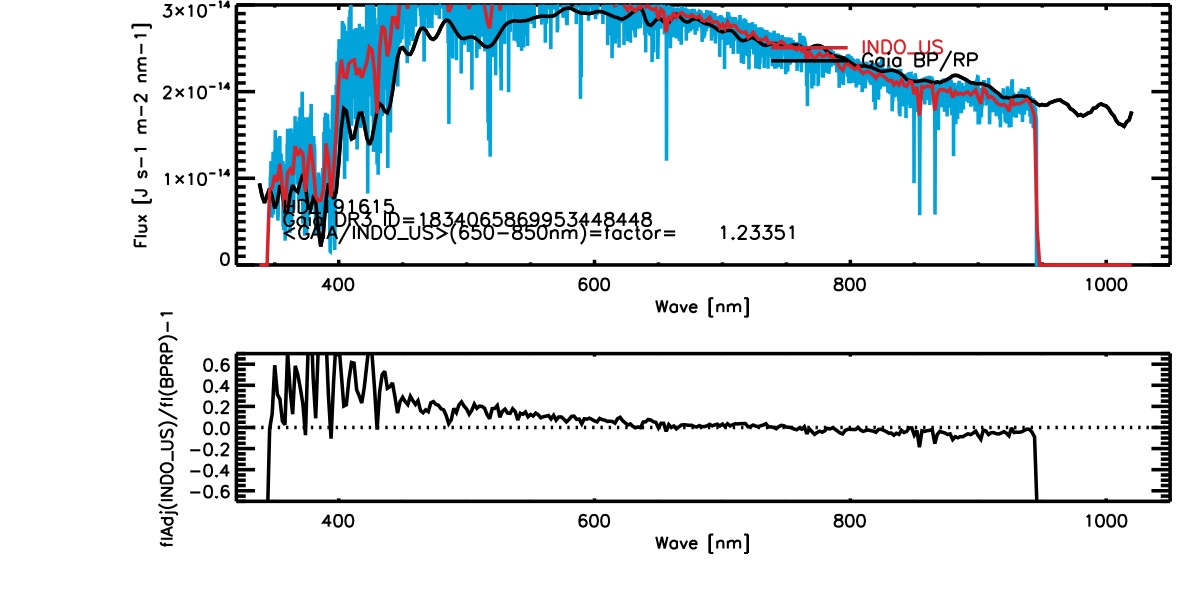 3×10−14
2×10−14
1×10−14
0
Flux [J s−1 m−2 nm−1]
INDO_US
Gaia BP/RP
HD 191615
Gaia DR3 ID=1834065869953448448
<GAIA/INDO_US>(650−850nm)=factor= 1.23351
400 600 800 1000
Wave [nm]
flAdj(INDO_US)/fl(BPRP)−1
0.6
0.4
0.2
0.0
−0.2
−0.4
−0.6
400 600 800 1000
Wave [nm]